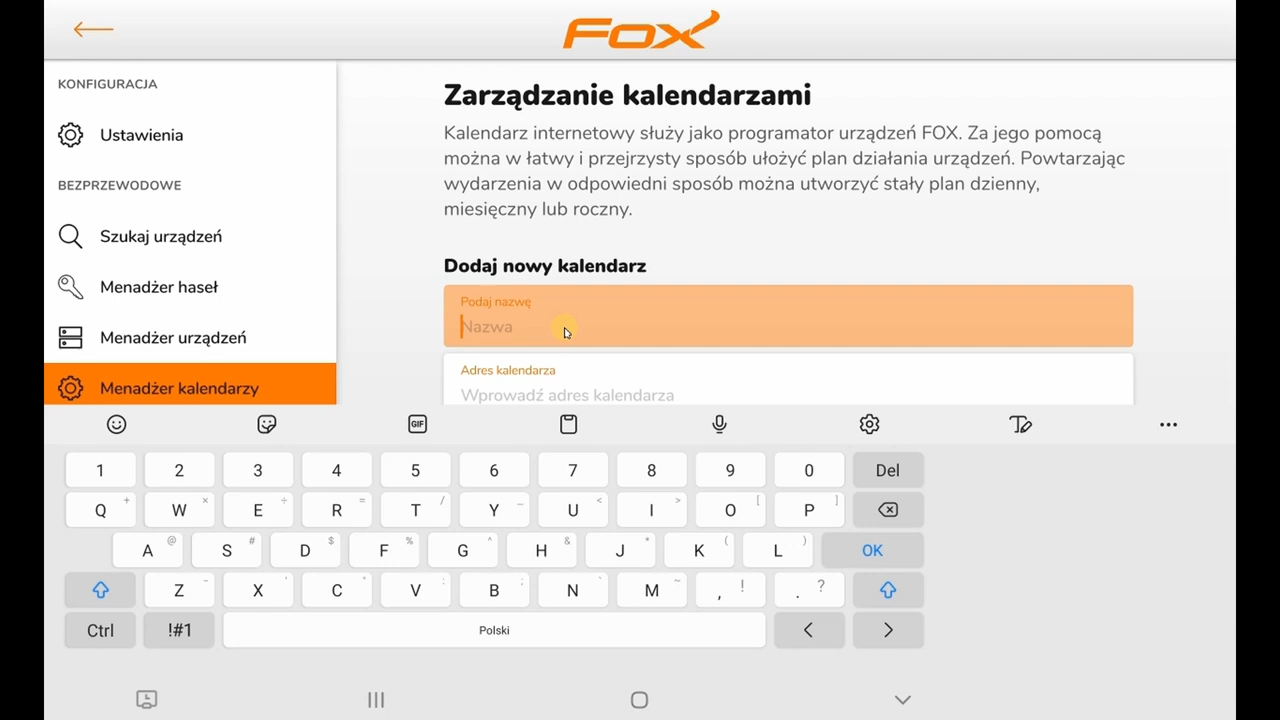 FOX
KONFIGURACJA
Ustawienia
BEZPRZEWODOWE
Szukaj urządzeń
Menadżer haseł
Menadżer urządzeń
Menadżer kalendarzy
Zarządzanie kalendarzami
Kalendarz internetowy służy jako programator urządzeń FOX. Za jego pomocą
można w łatwy i przejrzysty sposób ułożyć plan działania urządzeń. Powtarzając
wydarzenia w odpowiedni sposób można utworzyć stały plan dzienny,
miesięczny lub roczny.
Dodaj nowy kalendarz
Podaj nazwę
Nazwa
Adres kalendarza
Wprowadź adres kalendarza
GIF
1 2 3 4 5 6 7 8 9 0 Del
Q + W × E ÷ R = T / Y _ U < I > O [ P ]
A @ S # D $ F % G ^ H & J * K ( L ) OK
Z - X ' C " V : B ; N ` M ~ , ! . ?
Ctrl !#1 Polski < >